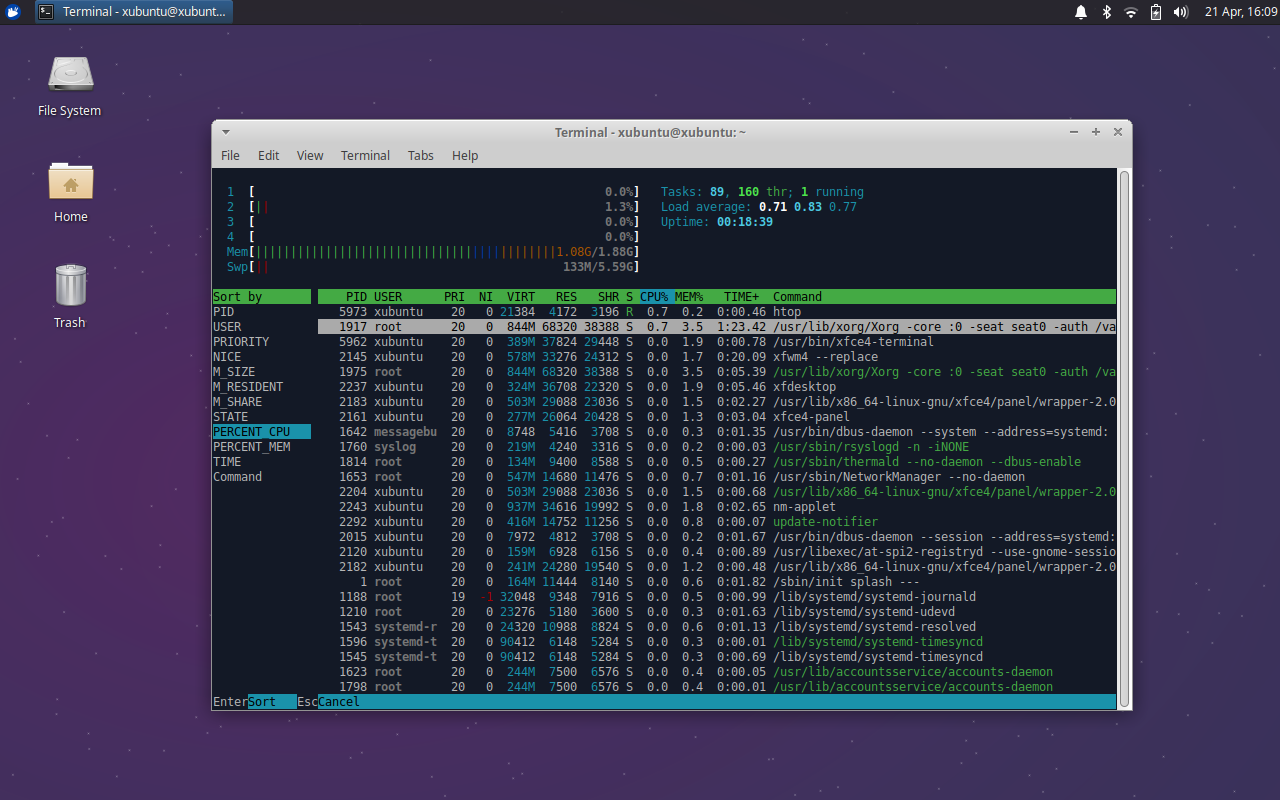 Terminal - xubuntu@xubunt...
21 Apr, 16:09
File System
Home
Trash
Terminal - xubuntu@xubuntu: ~
File Edit View Terminal Tabs Help
1 [ 0.0%] Tasks: 89, 160 thr; 1 running
2 [|| 1.3%] Load average: 0.71 0.83 0.77
3 [ 0.0%] Uptime: 00:18:39
4 [ 0.0%]
Mem[|||||||||||||||||||||||||||||||||||||||||||1.08G/1.88G]
Swp[|| 133M/5.59G]
Sort by PID USER PRI NI VIRT RES SHR S CPU% MEM% TIME+ Command
PID 5973 xubuntu 20 0 21384 4172 3196 R 0.7 0.2 0:00.46 htop
USER 1917 root 20 0 844M 68320 38388 S 0.7 3.5 1:23.42 /usr/lib/xorg/Xorg -core :0 -seat seat0 -auth /va
PRIORITY 5962 xubuntu 20 0 389M 37824 29448 S 0.0 1.9 0:00.78 /usr/bin/xfce4-terminal
NICE 2145 xubuntu 20 0 578M 33276 24312 S 0.0 1.7 0:20.09 xfwm4 --replace
M_SIZE 1975 root 20 0 844M 68320 38388 S 0.0 3.5 0:05.39 /usr/lib/xorg/Xorg -core :0 -seat seat0 -auth /va
M_RESIDENT 2237 xubuntu 20 0 324M 36708 22320 S 0.0 1.9 0:05.46 xfdesktop
M_SHARE 2183 xubuntu 20 0 503M 29088 23036 S 0.0 1.5 0:02.27 /usr/lib/x86_64-linux-gnu/xfce4/panel/wrapper-2.0
STATE 2161 xubuntu 20 0 277M 26064 20428 S 0.0 1.3 0:03.04 xfce4-panel
PERCENT_CPU 1642 messagebu 20 0 8748 5416 3708 S 0.0 0.3 0:01.35 /usr/bin/dbus-daemon --system --address=systemd:
PERCENT_MEM 1760 syslog 20 0 219M 4240 3316 S 0.0 0.2 0:00.03 /usr/sbin/rsyslogd -n -iNONE
TIME 1814 root 20 0 134M 9400 8588 S 0.0 0.5 0:00.27 /usr/sbin/thermald --no-daemon --dbus-enable
Command 1653 root 20 0 547M 14680 11476 S 0.0 0.7 0:01.16 /usr/sbin/NetworkManager --no-daemon
2204 xubuntu 20 0 503M 29088 23036 S 0.0 1.5 0:00.68 /usr/lib/x86_64-linux-gnu/xfce4/panel/wrapper-2.0
2243 xubuntu 20 0 937M 34616 19992 S 0.0 1.8 0:02.65 nm-applet
2292 xubuntu 20 0 416M 14752 11256 S 0.0 0.8 0:00.07 update-notifier
2015 xubuntu 20 0 7972 4812 3708 S 0.0 0.2 0:01.67 /usr/bin/dbus-daemon --session --address=systemd:
2120 xubuntu 20 0 159M 6928 6156 S 0.0 0.4 0:00.89 /usr/libexec/at-spi2-registryd --use-gnome-sessio
2182 xubuntu 20 0 241M 24280 19540 S 0.0 1.2 0:00.48 /usr/lib/x86_64-linux-gnu/xfce4/panel/wrapper-2.0
1 root 20 0 164M 11444 8140 S 0.0 0.6 0:01.82 /sbin/init splash ---
1188 root 19 -1 32048 9348 7916 S 0.0 0.5 0:00.99 /lib/systemd/systemd-journald
1210 root 20 0 23276 5180 3600 S 0.0 0.3 0:01.63 /lib/systemd/systemd-udevd
1543 systemd-r 20 0 24320 10988 8824 S 0.0 0.6 0:01.13 /lib/systemd/systemd-resolved
1596 systemd-t 20 0 90412 6148 5284 S 0.0 0.3 0:00.01 /lib/systemd/systemd-timesyncd
1545 systemd-t 20 0 90412 6148 5284 S 0.0 0.3 0:00.69 /lib/systemd/systemd-timesyncd
1623 root 20 0 244M 7500 6576 S 0.0 0.4 0:00.05 /usr/lib/accountsservice/accounts-daemon
1798 root 20 0 244M 7500 6576 S 0.0 0.4 0:00.01 /usr/lib/accountsservice/accounts-daemon
EnterSort EscCancel